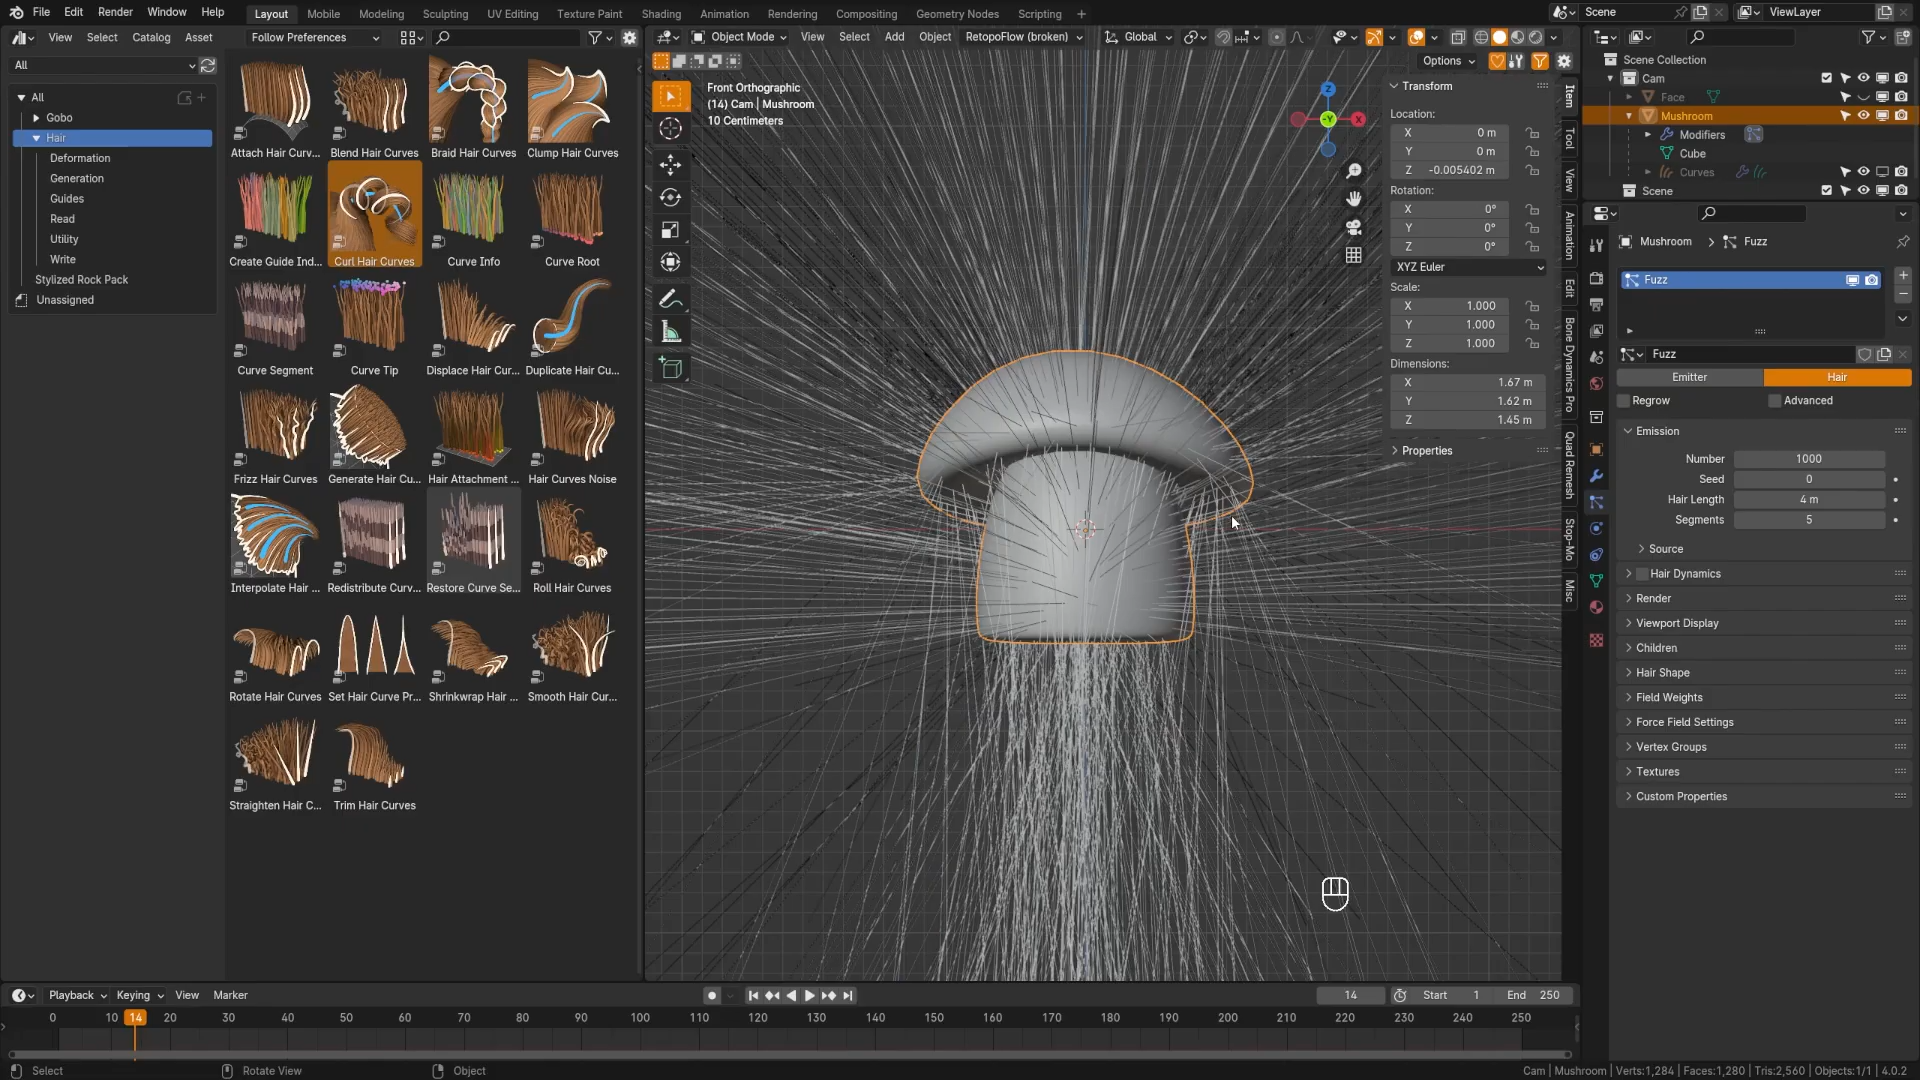 File Edit Render Window Help Layout Mobile Modeling Sculpting UV Editing Texture Paint Shading Animation Rendering Compositing Geometry Nodes Scripting + Scene ViewLayer
View Select Catalog Asset Follow Preferences Object Mode View Select Add Object RetopoFlow (broken) Global
All
Options
All
Gobo
Hair
Deformation
Generation
Guides
Read
Utility
Write
Stylized Rock Pack
Unassigned
Attach Hair Curv... Blend Hair Curves Braid Hair Curves Clump Hair Curves
Create Guide Ind... Curl Hair Curves Curve Info Curve Root
Curve Segment Curve Tip Displace Hair Cur... Duplicate Hair Cu...
Frizz Hair Curves Generate Hair Cu... Hair Attachment ... Hair Curves Noise
Interpolate Hair ... Redistribute Curv... Restore Curve Se... Roll Hair Curves
Rotate Hair Curves Set Hair Curve Pr... Shrinkwrap Hair ... Smooth Hair Cur...
Straighten Hair C... Trim Hair Curves
Front Orthographic
(14) Cam | Mushroom
10 Centimeters
Z
-Y
X
Transform
Location:
X 0 m
Y 0 m
Z -0.005402 m
Rotation:
X 0°
Y 0°
Z 0°
XYZ Euler
Scale:
X 1.000
Y 1.000
Z 1.000
Dimensions:
X 1.67 m
Y 1.62 m
Z 1.45 m
Properties
Item
Tool
View
Animation
Edit
Bone Dynamics Pro
Quad Remesh
Stop-Mo
Misc
Scene Collection
Cam
Face
Mushroom
Modifiers
Cube
Curves
Scene
Mushroom Fuzz
Fuzz
Fuzz
Emitter Hair
Regrow Advanced
Emission
Number 1000
Seed 0
Hair Length 4 m
Segments 5
Source
Hair Dynamics
Render
Viewport Display
Children
Hair Shape
Field Weights
Force Field Settings
Vertex Groups
Textures
Custom Properties
Playback Keying View Marker 14 Start 1 End 250
0 10 14 20 30 40 50 60 70 80 90 100 110 120 130 140 150 160 170 180 190 200 210 220 230 240 250
Select Rotate View Object Cam | Mushroom | Verts:1,284 | Faces:1,280 | Tris:2,560 | Objects:1/1 | 4.0.2